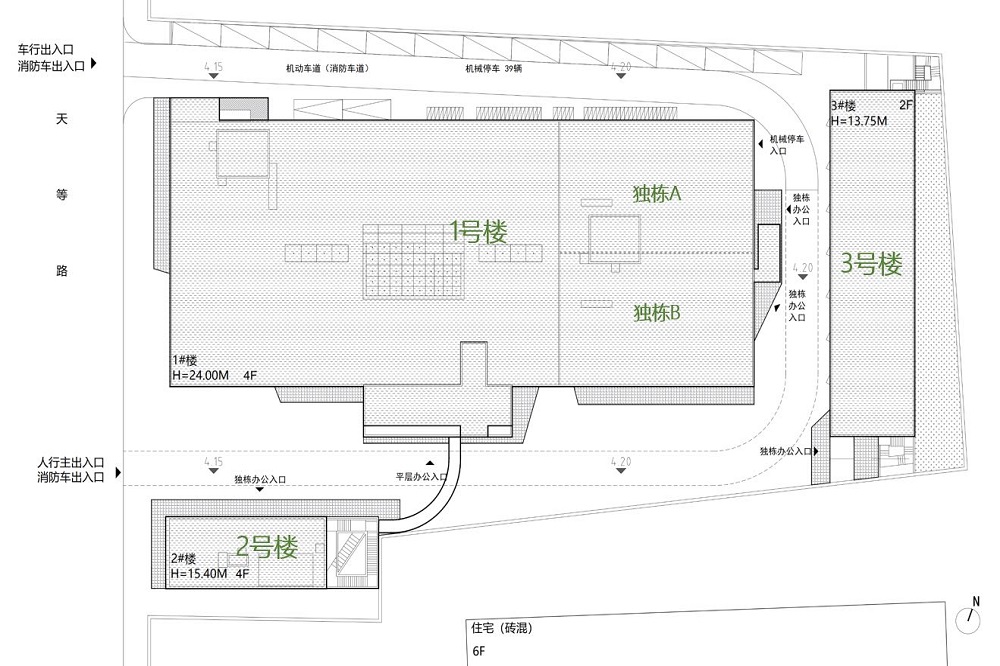 车行出入口
消防车出入口
4.15
机动车道（消防车道）
机械停车 39辆
4.20
3#楼 2F
H=13.75M
天
等
路
机械停车
入口
独栋A
独栋
办公
入口
1号楼
3号楼
4.20
独栋
办公
入口
独栋B
1#楼
H=24.00M 4F
人行主出入口
消防车出入口
4.15
独栋办公入口
平层办公入口
4.20
独栋办公入口
2号楼
2#楼
H=15.40M 4F
N
住宅（砖混）
6F